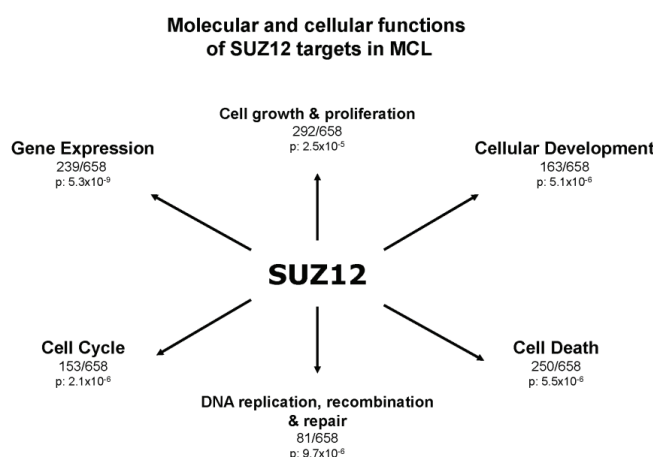 Molecular and cellular functions
of SUZ12 targets in MCL
Cell growth & proliferation
292/658
p: 2.5x10⁻⁵
Gene Expression
239/658
p: 5.3x10⁻⁹
Cellular Development
163/658
p: 5.1x10⁻⁶
SUZ12
Cell Cycle
153/658
p: 2.1x10⁻⁶
Cell Death
250/658
p: 5.5x10⁻⁶
DNA replication, recombination
& repair
81/658
p: 9.7x10⁻⁶